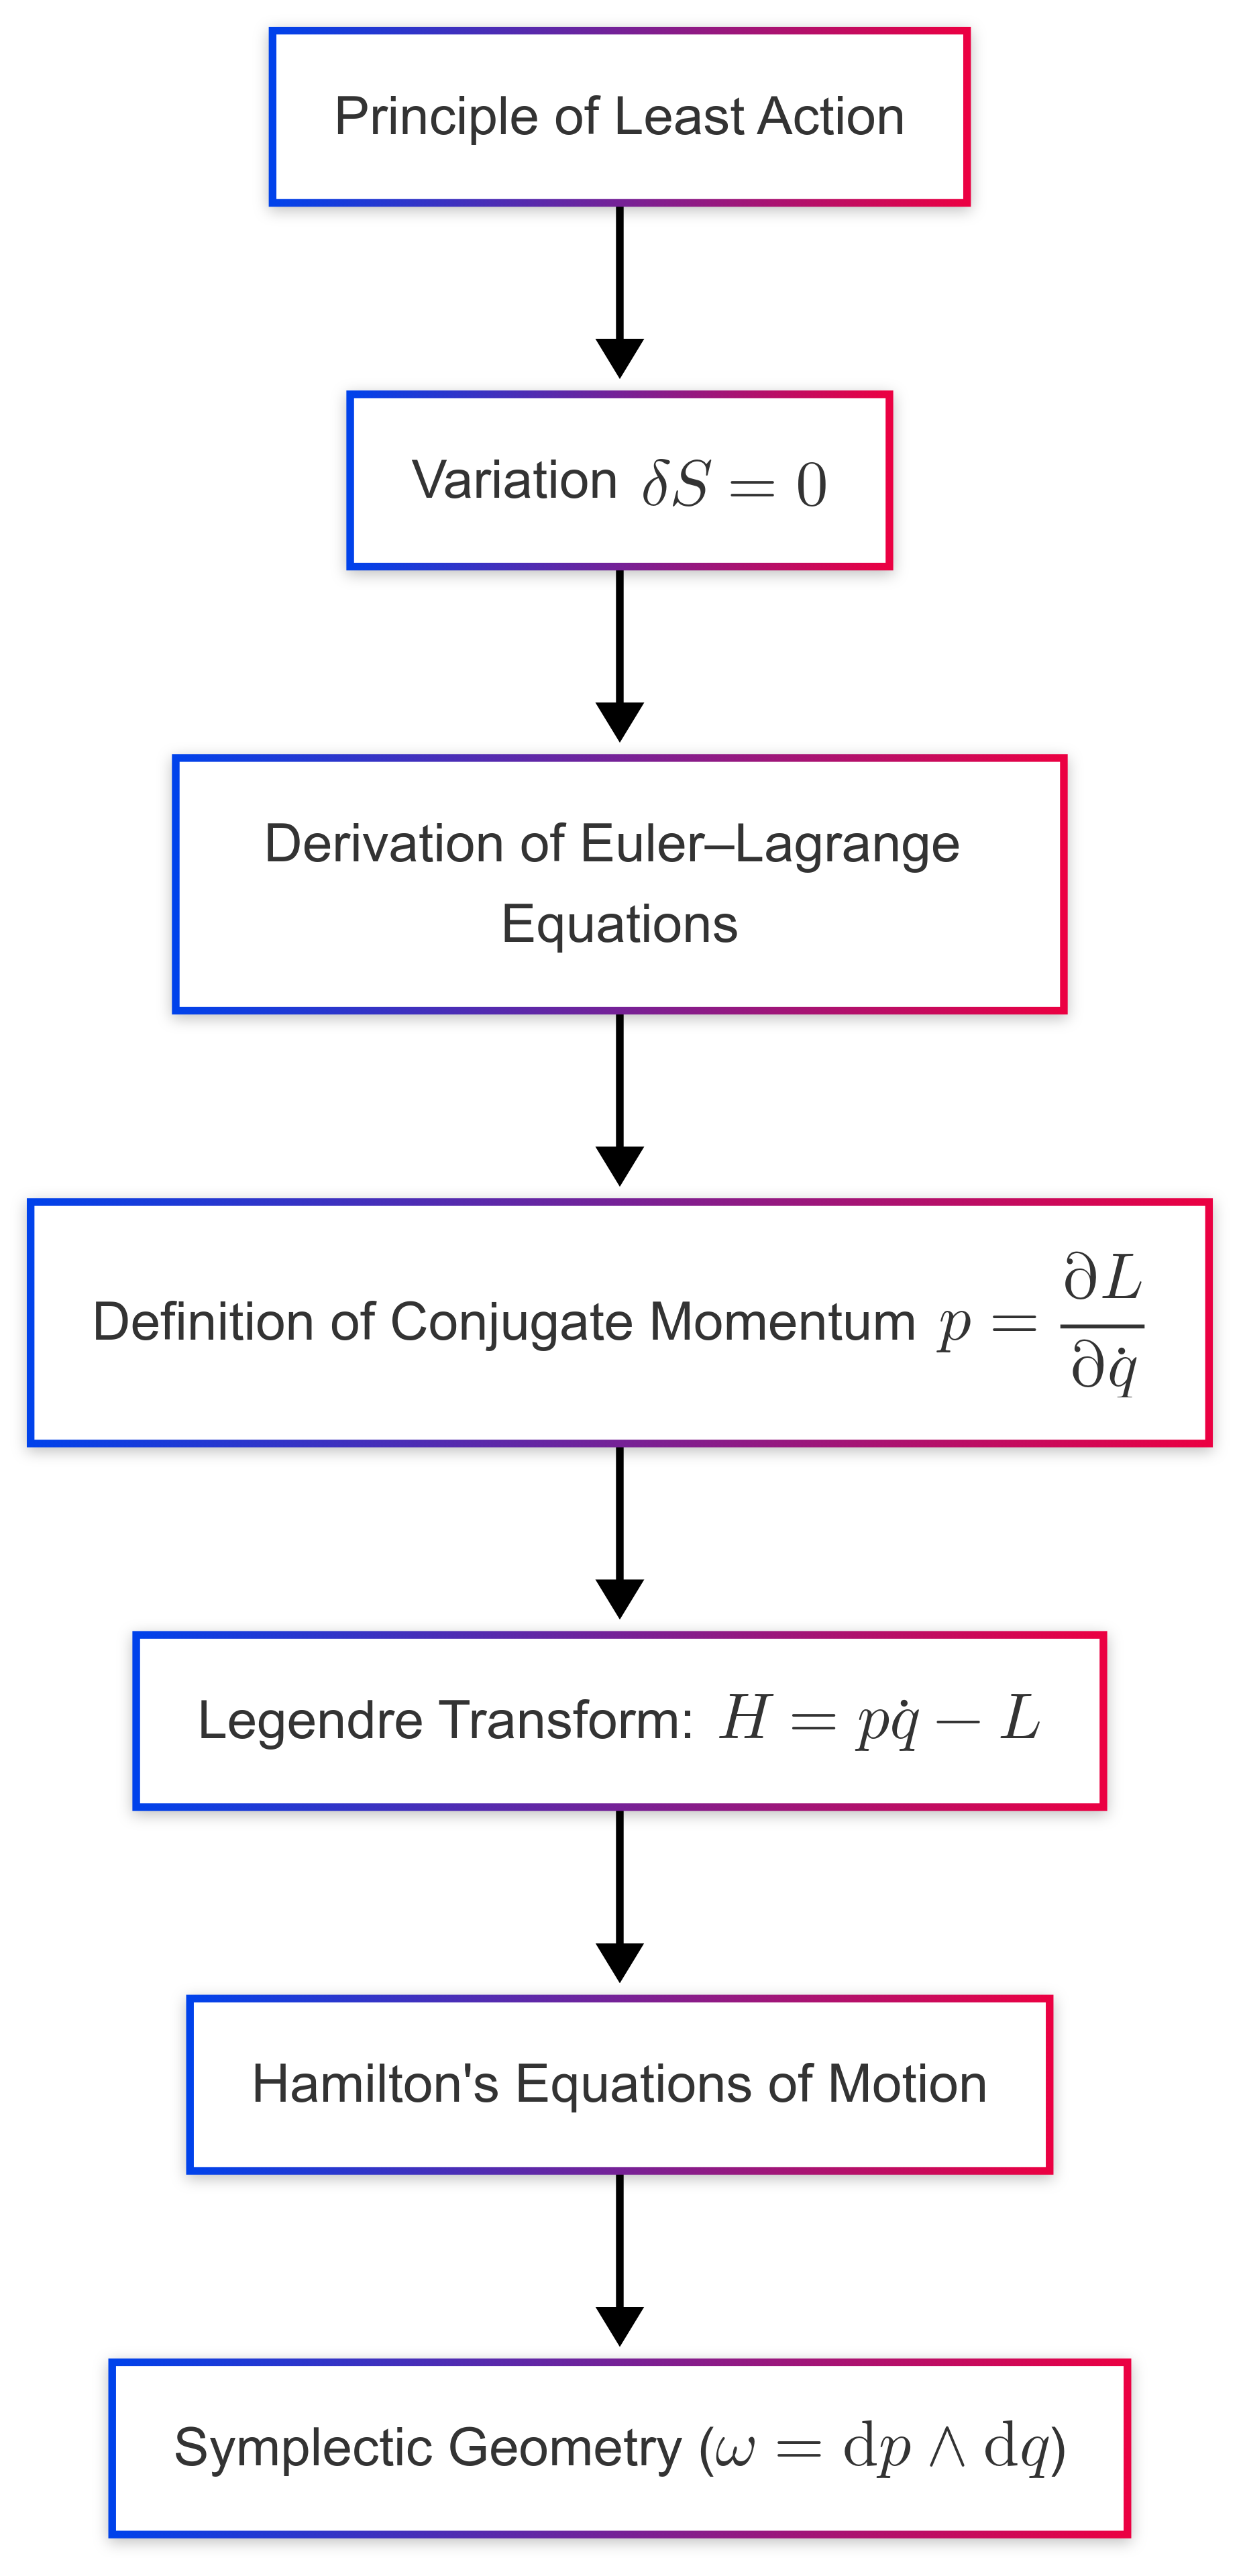 Principle of Least Action
Variation $\delta S = 0$
Derivation of Euler–Lagrange
Equations
Definition of Conjugate Momentum $p = \dfrac{\partial L}{\partial \dot{q}}$
Legendre Transform: $H = p\dot{q} - L$
Hamilton's Equations of Motion
Symplectic Geometry ($\omega = \mathrm{d}p \wedge \mathrm{d}q$)